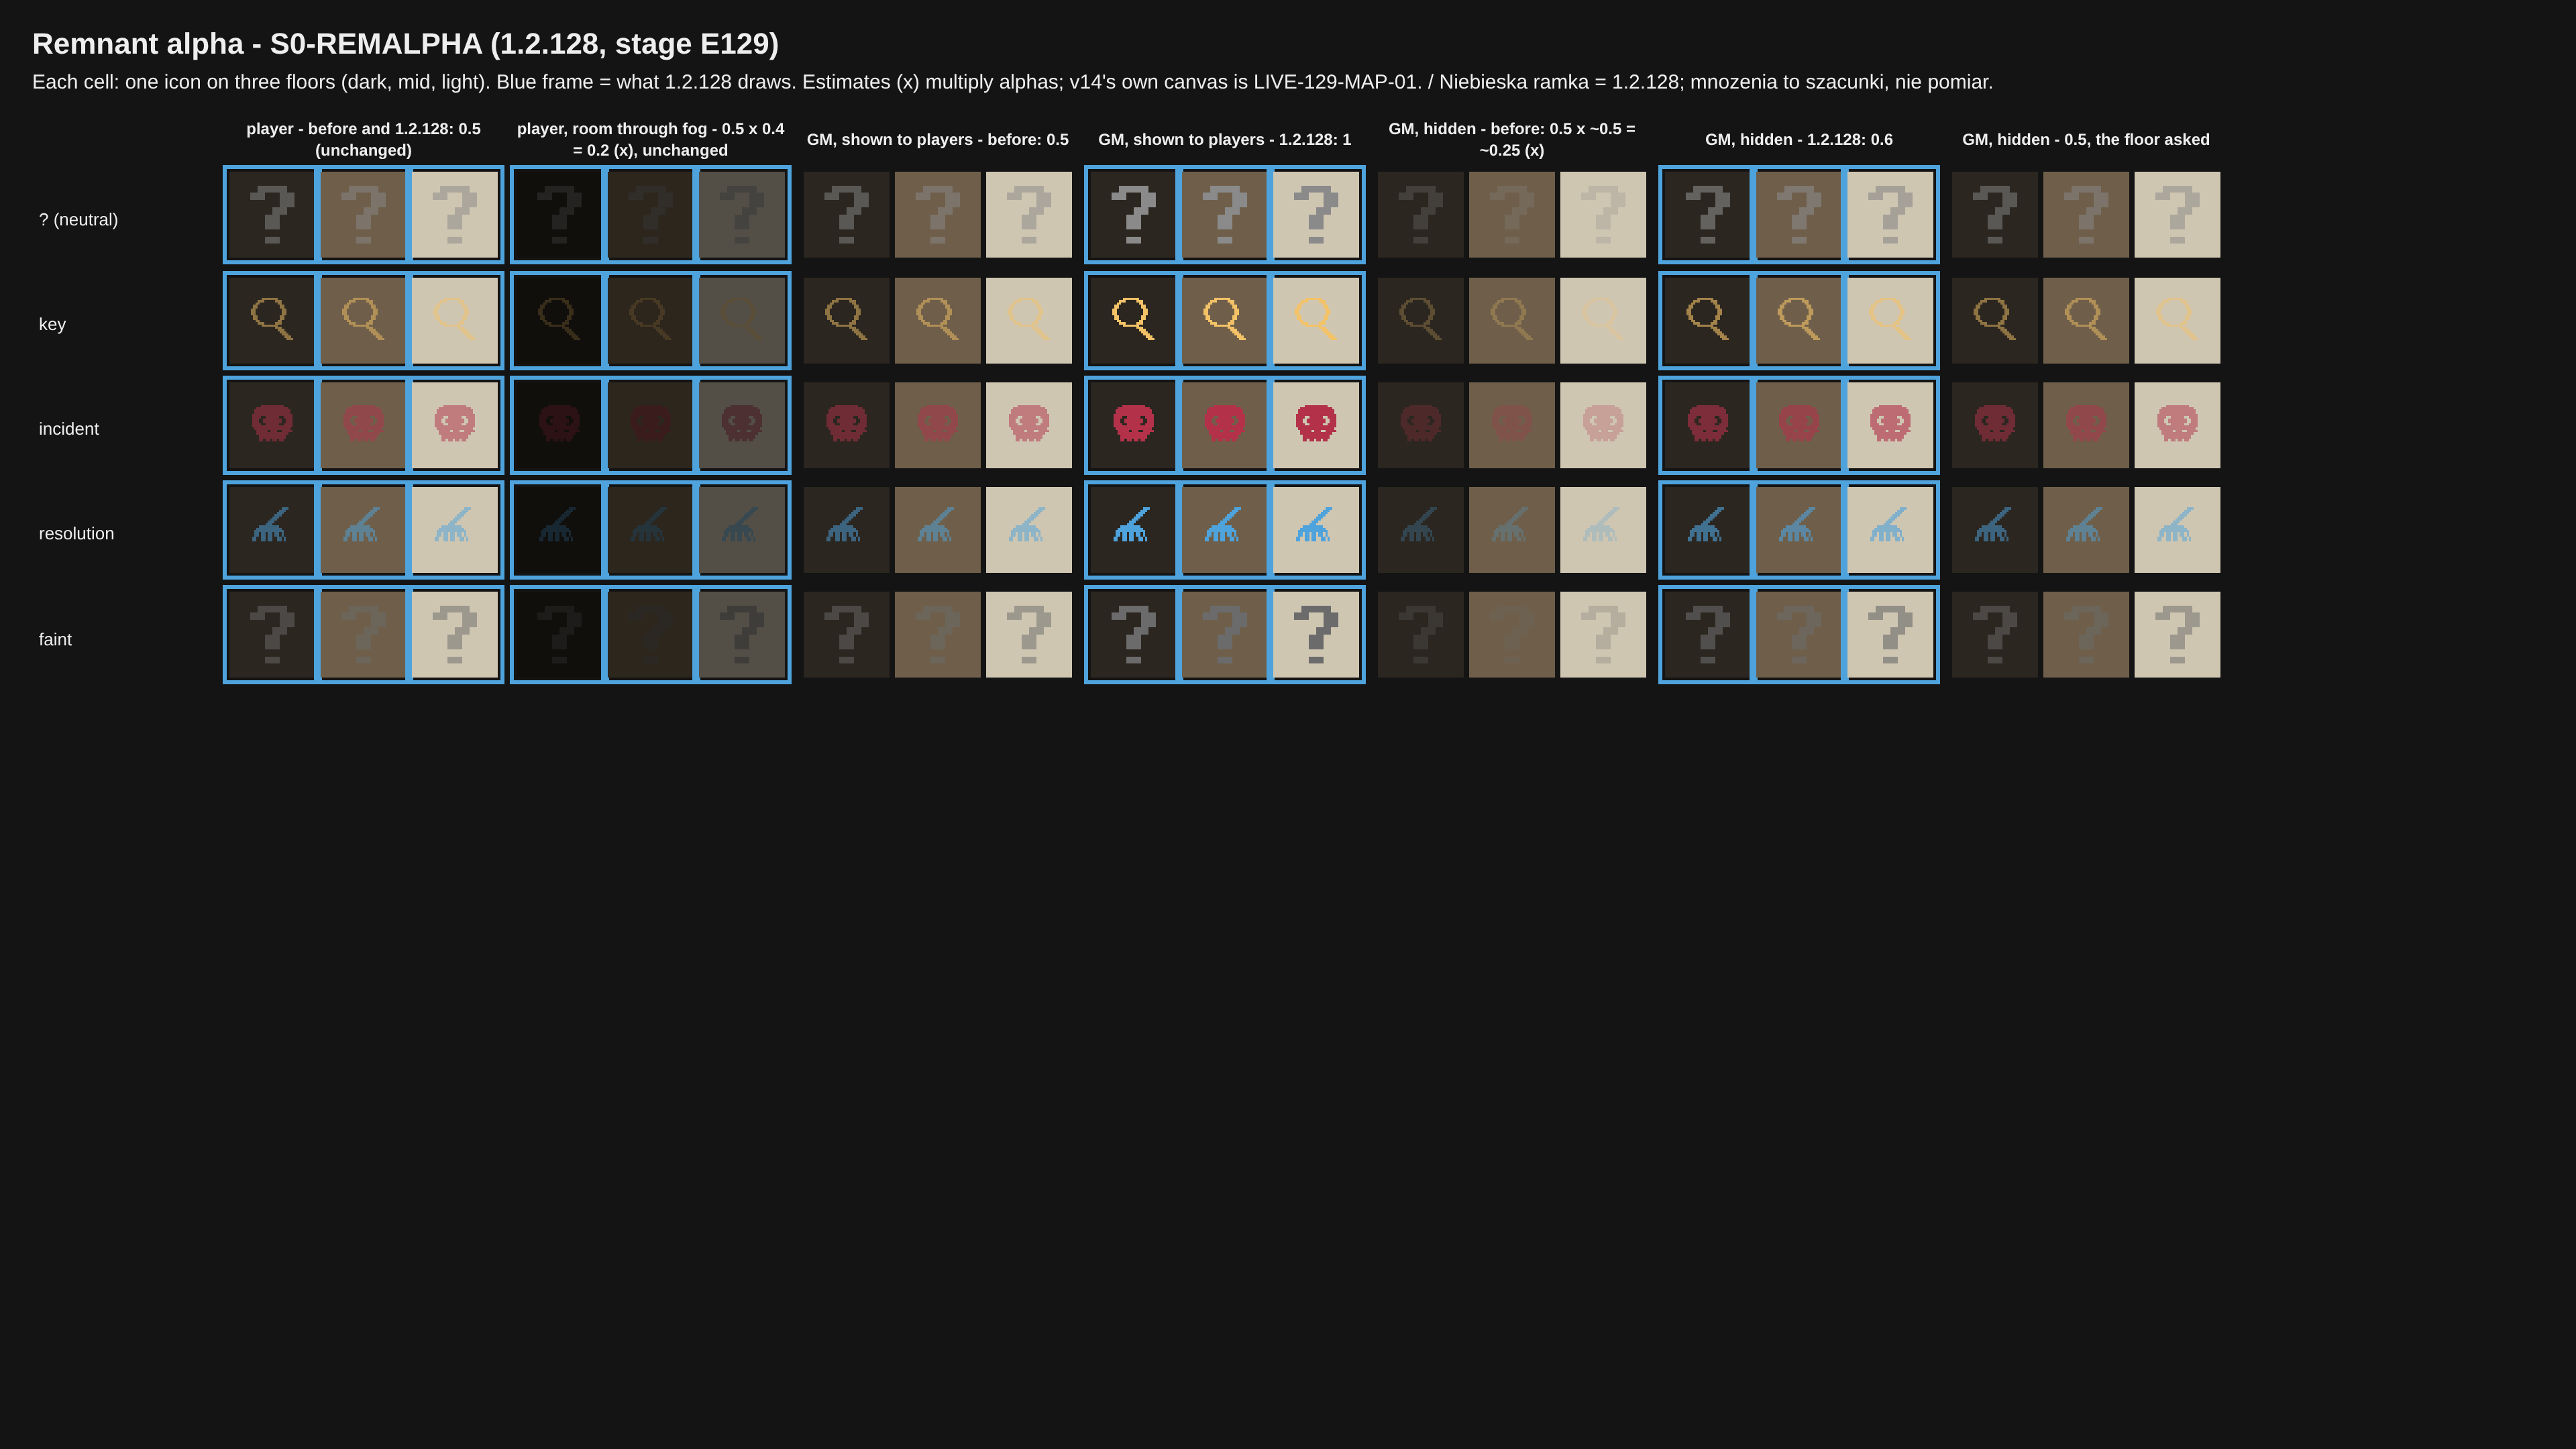 Remnant alpha - S0-REMALPHA (1.2.128, stage E129)
Each cell: one icon on three floors (dark, mid, light). Blue frame = what 1.2.128 draws. Estimates (x) multiply alphas; v14's own canvas is LIVE-129-MAP-01. / Niebieska ramka = 1.2.128; mnozenia to szacunki, nie pomiar.
player - before and 1.2.128: 0.5
(unchanged)
player, room through fog - 0.5 x 0.4
= 0.2 (x), unchanged
GM, shown to players - before: 0.5
GM, shown to players - 1.2.128: 1
GM, hidden - before: 0.5 x ~0.5 =
~0.25 (x)
GM, hidden - 1.2.128: 0.6
GM, hidden - 0.5, the floor asked
? (neutral)
key
incident
resolution
faint